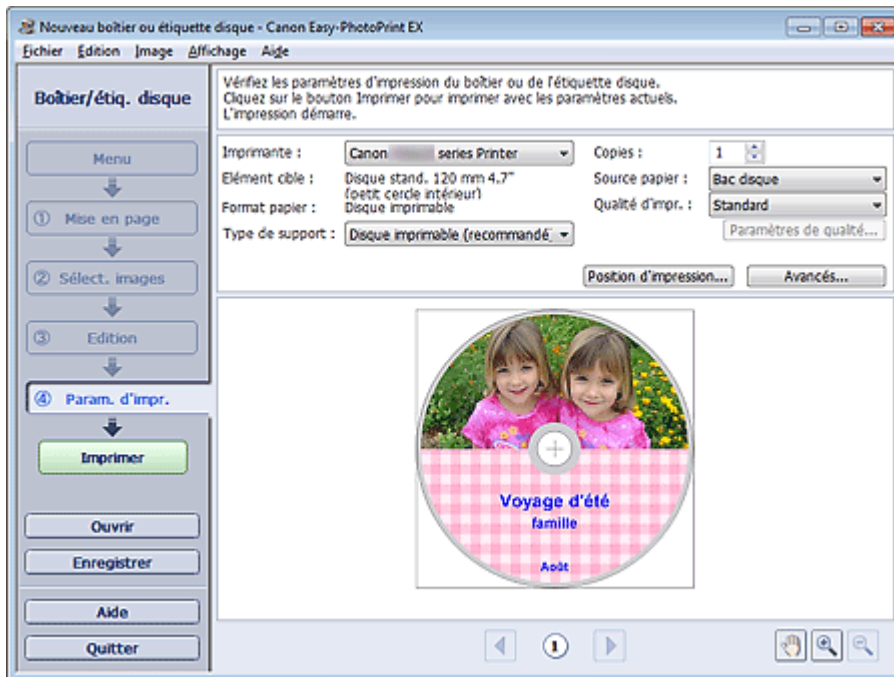 Nouveau boîtier ou étiquette disque - Canon Easy-PhotoPrint EX
Fichier Edition Image Affichage Aide
Boîtier/étiq. disque
Menu
① Mise en page
② Sélect. images
③ Edition
④ Param. d'impr.
Imprimer
Ouvrir
Enregistrer
Aide
Quitter
Vérifiez les paramètres d'impression du boîtier ou de l'étiquette disque.
Cliquez sur le bouton Imprimer pour imprimer avec les paramètres actuels.
L'impression démarre.
Imprimante : Canon series Printer
Elément cible : Disque stand. 120 mm 4.7"
(petit cercle intérieur)
Format papier : Disque imprimable
Type de support : Disque imprimable (recommandé)
Copies : 1
Source papier : Bac disque
Qualité d'impr. : Standard
Paramètres de qualité...
Position d'impression... Avancés...
Voyage d'été
famille
Août
1